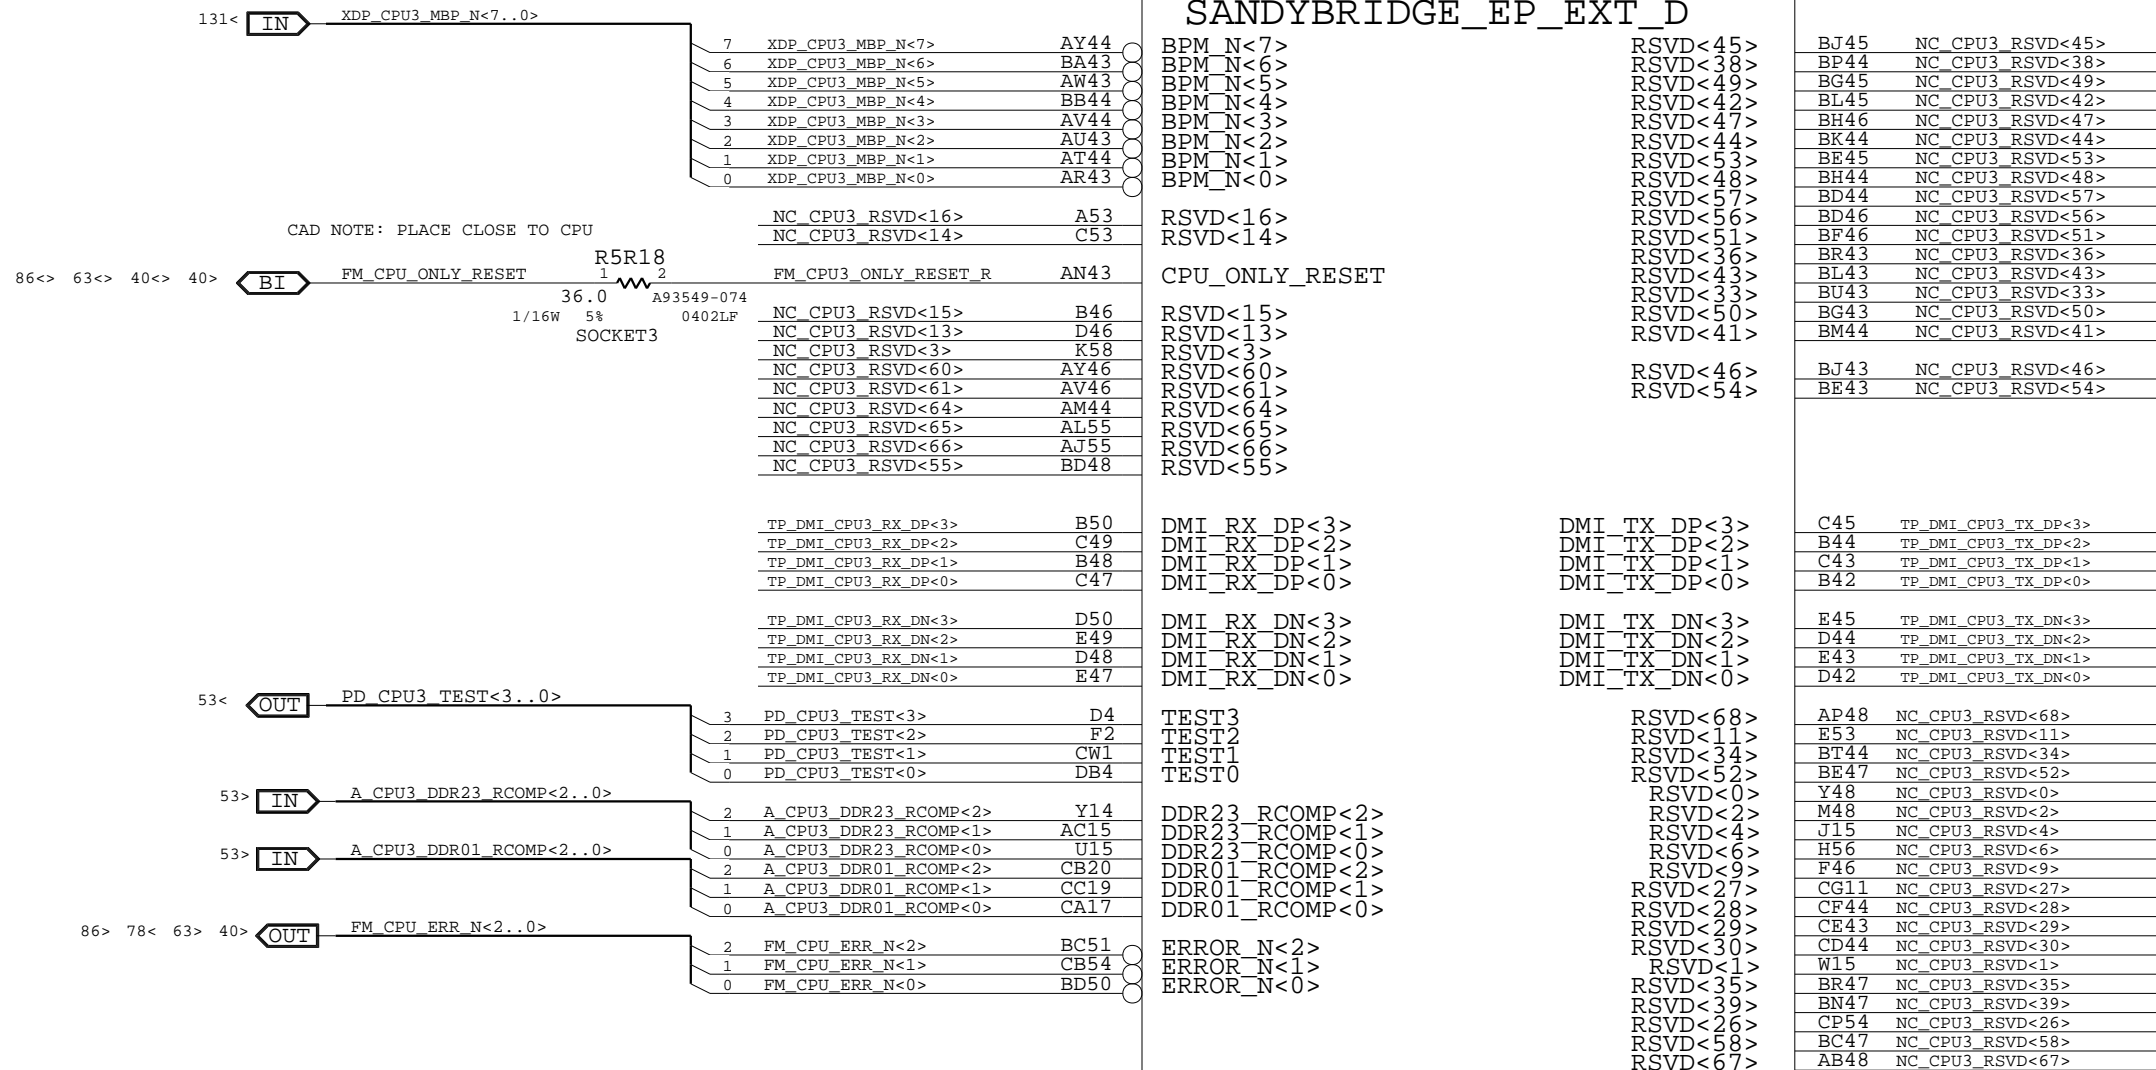 SANDYBRIDGE_EP_EXT_D
131< IN XDP_CPU3_MBP_N<7..0>
7 XDP_CPU3_MBP_N<7> AY44 BPM_N<7> RSVD<45> BJ45 NC_CPU3_RSVD<45>
6 XDP_CPU3_MBP_N<6> BA43 BPM_N<6> RSVD<38> BP44 NC_CPU3_RSVD<38>
5 XDP_CPU3_MBP_N<5> AW43 BPM_N<5> RSVD<49> BG45 NC_CPU3_RSVD<49>
4 XDP_CPU3_MBP_N<4> BB44 BPM_N<4> RSVD<42> BL45 NC_CPU3_RSVD<42>
3 XDP_CPU3_MBP_N<3> AV44 BPM_N<3> RSVD<47> BH46 NC_CPU3_RSVD<47>
2 XDP_CPU3_MBP_N<2> AU43 BPM_N<2> RSVD<44> BK44 NC_CPU3_RSVD<44>
1 XDP_CPU3_MBP_N<1> AT44 BPM_N<1> RSVD<53> BE45 NC_CPU3_RSVD<53>
0 XDP_CPU3_MBP_N<0> AR43 BPM_N<0> RSVD<48> BH44 NC_CPU3_RSVD<48>
RSVD<57> BD44 NC_CPU3_RSVD<57>
NC_CPU3_RSVD<16> A53 RSVD<16> RSVD<56> BD46 NC_CPU3_RSVD<56>
CAD NOTE: PLACE CLOSE TO CPU
NC_CPU3_RSVD<14> C53 RSVD<14> RSVD<51> BF46 NC_CPU3_RSVD<51>
R5R18 RSVD<36> BR43 NC_CPU3_RSVD<36>
86<> 63<> 40<> 40> BI FM_CPU_ONLY_RESET 1 2 FM_CPU3_ONLY_RESET_R AN43 CPU_ONLY_RESET RSVD<43> BL43 NC_CPU3_RSVD<43>
36.0 A93549-074 RSVD<33> BU43 NC_CPU3_RSVD<33>
1/16W 5% 0402LF NC_CPU3_RSVD<15> B46 RSVD<15> RSVD<50> BG43 NC_CPU3_RSVD<50>
SOCKET3 NC_CPU3_RSVD<13> D46 RSVD<13> RSVD<41> BM44 NC_CPU3_RSVD<41>
NC_CPU3_RSVD<3> K58 RSVD<3>
NC_CPU3_RSVD<60> AY46 RSVD<60> RSVD<46> BJ43 NC_CPU3_RSVD<46>
NC_CPU3_RSVD<61> AV46 RSVD<61> RSVD<54> BE43 NC_CPU3_RSVD<54>
NC_CPU3_RSVD<64> AM44 RSVD<64>
NC_CPU3_RSVD<65> AL55 RSVD<65>
NC_CPU3_RSVD<66> AJ55 RSVD<66>
NC_CPU3_RSVD<55> BD48 RSVD<55>
TP_DMI_CPU3_RX_DP<3> B50 DMI_RX_DP<3> DMI_TX_DP<3> C45 TP_DMI_CPU3_TX_DP<3>
TP_DMI_CPU3_RX_DP<2> C49 DMI_RX_DP<2> DMI_TX_DP<2> B44 TP_DMI_CPU3_TX_DP<2>
TP_DMI_CPU3_RX_DP<1> B48 DMI_RX_DP<1> DMI_TX_DP<1> C43 TP_DMI_CPU3_TX_DP<1>
TP_DMI_CPU3_RX_DP<0> C47 DMI_RX_DP<0> DMI_TX_DP<0> B42 TP_DMI_CPU3_TX_DP<0>
TP_DMI_CPU3_RX_DN<3> D50 DMI_RX_DN<3> DMI_TX_DN<3> E45 TP_DMI_CPU3_TX_DN<3>
TP_DMI_CPU3_RX_DN<2> E49 DMI_RX_DN<2> DMI_TX_DN<2> D44 TP_DMI_CPU3_TX_DN<2>
TP_DMI_CPU3_RX_DN<1> D48 DMI_RX_DN<1> DMI_TX_DN<1> E43 TP_DMI_CPU3_TX_DN<1>
TP_DMI_CPU3_RX_DN<0> E47 DMI_RX_DN<0> DMI_TX_DN<0> D42 TP_DMI_CPU3_TX_DN<0>
53< OUT PD_CPU3_TEST<3..0>
3 PD_CPU3_TEST<3> D4 TEST3 RSVD<68> AP48 NC_CPU3_RSVD<68>
2 PD_CPU3_TEST<2> F2 TEST2 RSVD<11> E53 NC_CPU3_RSVD<11>
1 PD_CPU3_TEST<1> CW1 TEST1 RSVD<34> BT44 NC_CPU3_RSVD<34>
0 PD_CPU3_TEST<0> DB4 TEST0 RSVD<52> BE47 NC_CPU3_RSVD<52>
53> IN A_CPU3_DDR23_RCOMP<2..0> RSVD<0> Y48 NC_CPU3_RSVD<0>
2 A_CPU3_DDR23_RCOMP<2> Y14 DDR23_RCOMP<2> RSVD<2> M48 NC_CPU3_RSVD<2>
1 A_CPU3_DDR23_RCOMP<1> AC15 DDR23_RCOMP<1> RSVD<4> J15 NC_CPU3_RSVD<4>
53> IN A_CPU3_DDR01_RCOMP<2..0> 0 A_CPU3_DDR23_RCOMP<0> U15 DDR23_RCOMP<0> RSVD<6> H56 NC_CPU3_RSVD<6>
2 A_CPU3_DDR01_RCOMP<2> CB20 DDR01_RCOMP<2> RSVD<9> F46 NC_CPU3_RSVD<9>
1 A_CPU3_DDR01_RCOMP<1> CC19 DDR01_RCOMP<1> RSVD<27> CG11 NC_CPU3_RSVD<27>
0 A_CPU3_DDR01_RCOMP<0> CA17 DDR01_RCOMP<0> RSVD<28> CF44 NC_CPU3_RSVD<28>
86> 78< 63> 40> OUT FM_CPU_ERR_N<2..0> RSVD<29> CE43 NC_CPU3_RSVD<29>
2 FM_CPU_ERR_N<2> BC51 ERROR_N<2> RSVD<30> CD44 NC_CPU3_RSVD<30>
1 FM_CPU_ERR_N<1> CB54 ERROR_N<1> RSVD<1> W15 NC_CPU3_RSVD<1>
0 FM_CPU_ERR_N<0> BD50 ERROR_N<0> RSVD<35> BR47 NC_CPU3_RSVD<35>
RSVD<39> BN47 NC_CPU3_RSVD<39>
RSVD<26> CP54 NC_CPU3_RSVD<26>
RSVD<58> BC47 NC_CPU3_RSVD<58>
RSVD<67> AB48 NC_CPU3_RSVD<67>